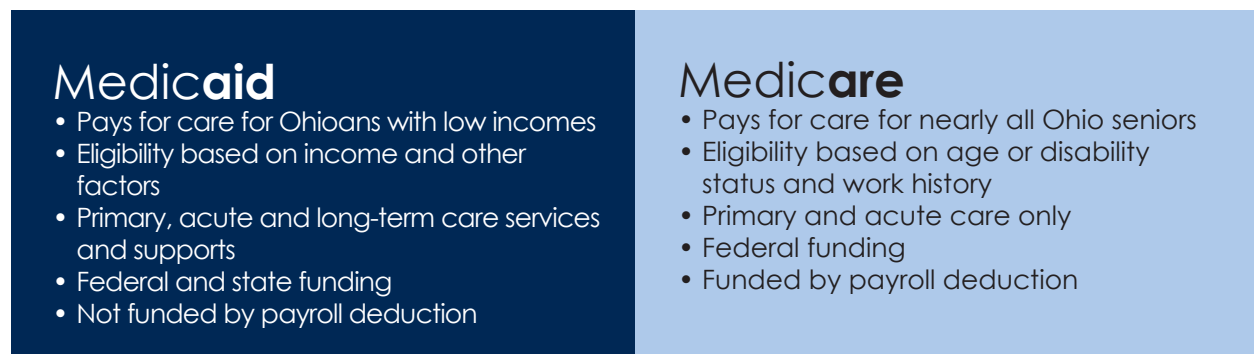 Medicaid
• Pays for care for Ohioans with low incomes
• Eligibility based on income and other
factors
• Primary, acute and long-term care services
and supports
• Federal and state funding
• Not funded by payroll deduction
Medicare
• Pays for care for nearly all Ohio seniors
• Eligibility based on age or disability
status and work history
• Primary and acute care only
• Federal funding
• Funded by payroll deduction